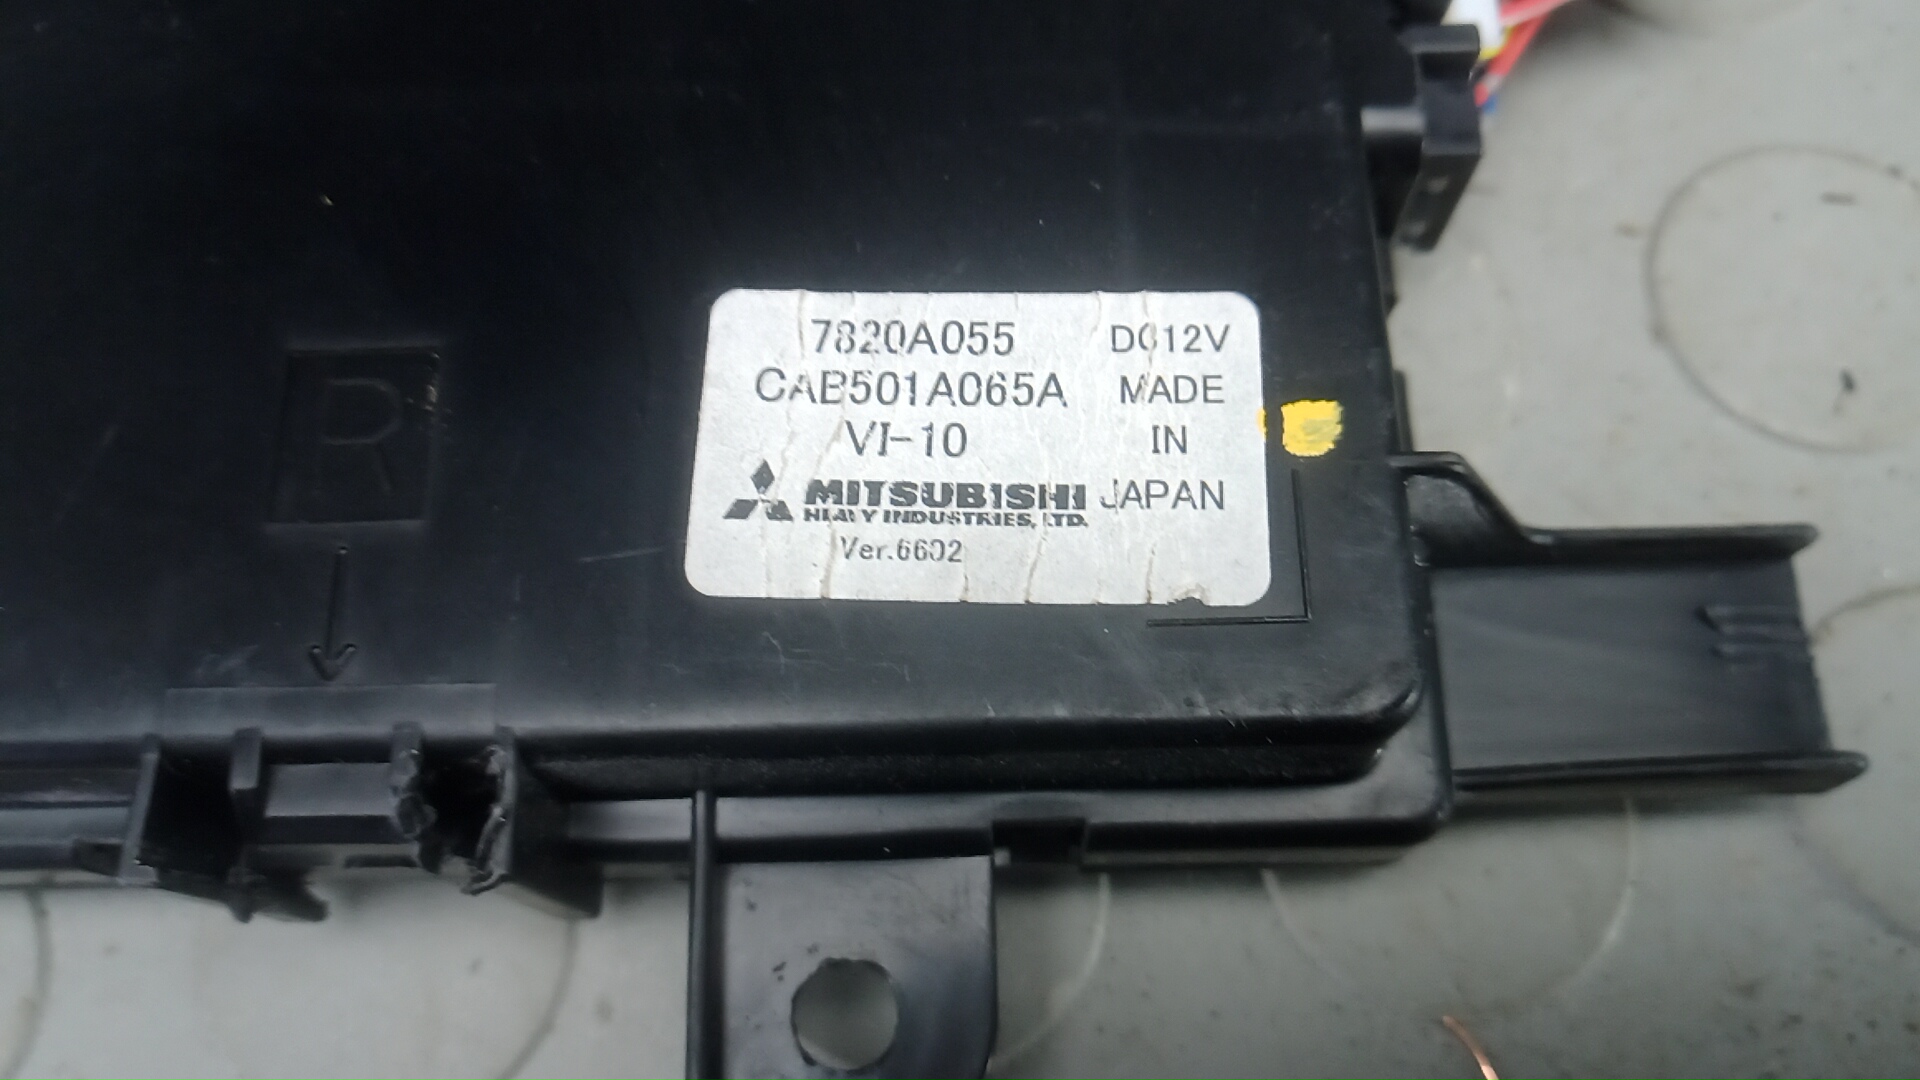 7820A055 DC12V
CAB501A065A MADE
VI-10 IN
MITSUBISHI JAPAN
HEAVY INDUSTRIES, LTD.
Ver.6602
R